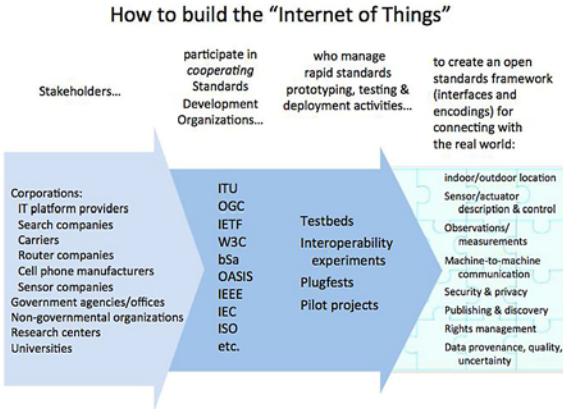 How to build the “Internet of Things”
Stakeholders…
participate in
cooperating
Standards
Development
Organizations…
who manage
rapid standards
prototyping, testing &
deployment activities…
to create an open
standards framework
(interfaces and
encodings) for
connecting with
the real world:
Corporations:
IT platform providers
Search companies
Carriers
Router companies
Cell phone manufacturers
Sensor companies
Government agencies/offices
Non-governmental organizations
Research centers
Universities
ITU
OGC
IETF
W3C
bSa
OASIS
IEEE
IEC
ISO
etc.
Testbeds
Interoperability
experiments
Plugfests
Pilot projects
indoor/outdoor location
Sensor/actuator
description & control
Observations/
measurements
Machine-to-machine
communication
Security & privacy
Publishing & discovery
Rights management
Data provenance, quality,
uncertainty